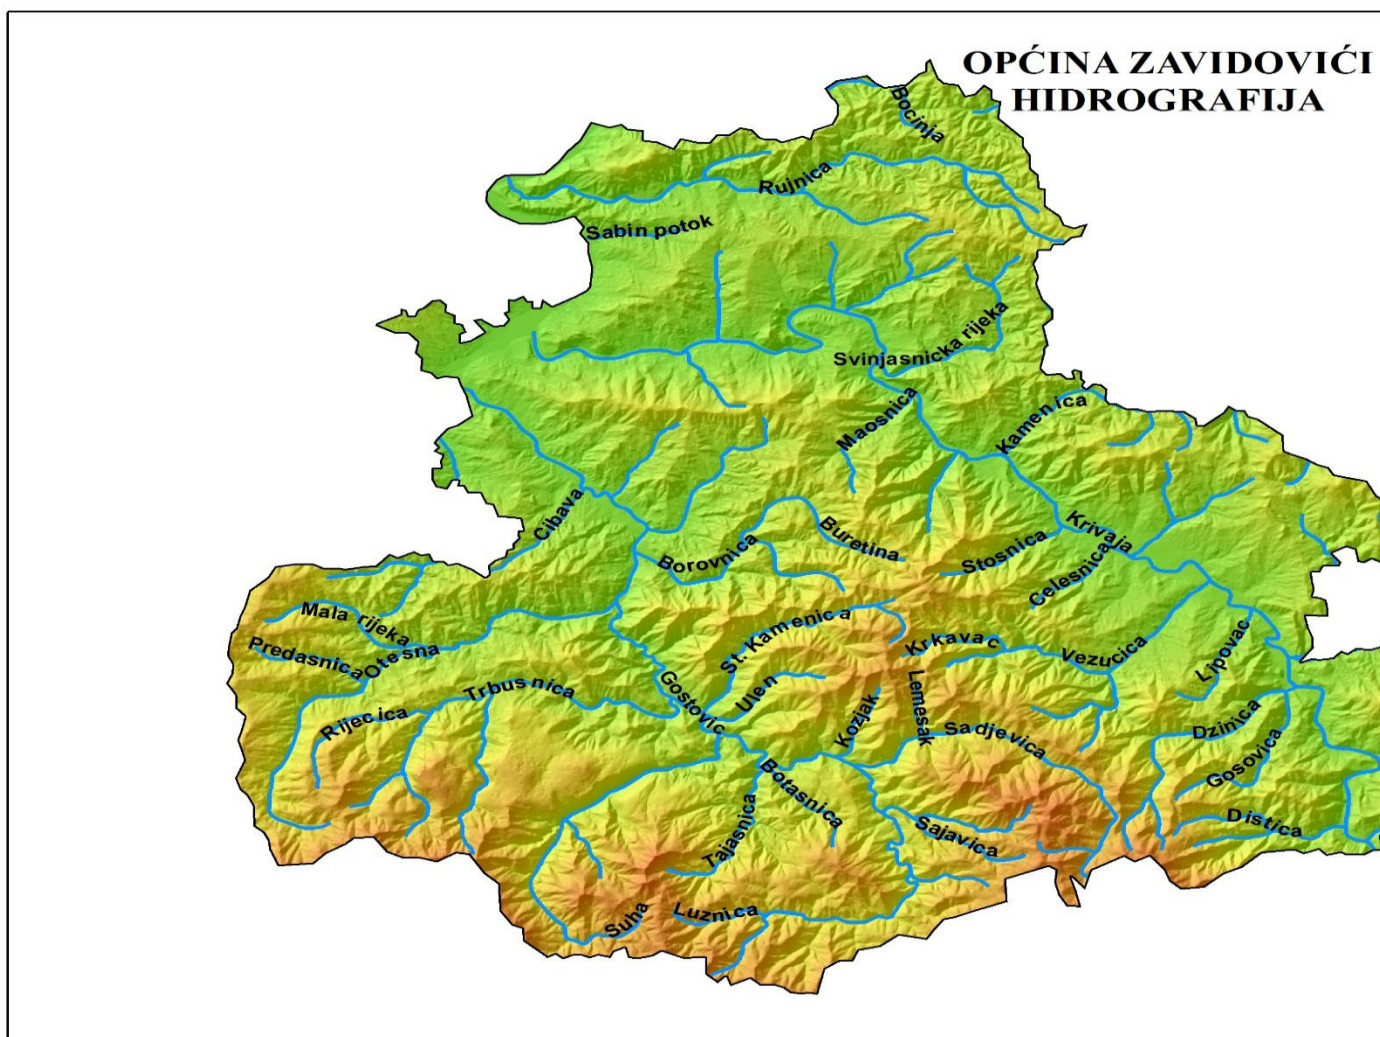 OPĆINA ZAVIDOVIĆI
HIDROGRAFIJA
Bocinja
Rujnica
Sabin potok
Svinjasnicka rijeka
Maosnica
Kamenica
Cibava
Borovnica
Buretina
Stosnica
Krivaja
Celesnica
Mala rijeka
Predasnica
Otesna
Trbusnica
Rijecica
Gostovic
St. Kamenica
Ulen
Kozjak
Krkavac
Lemesak
Vezucica
Lipovac
Sadjevica
Dzinica
Gosovica
Distica
Botasnica
Tajasnica
Sajavica
Suha
Luznica